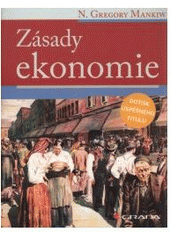 N. GREGORY MANKIW
Zásady
ekonomie
DOTISK
ÚSPĚŠNÉHO
TITULU
GRADA